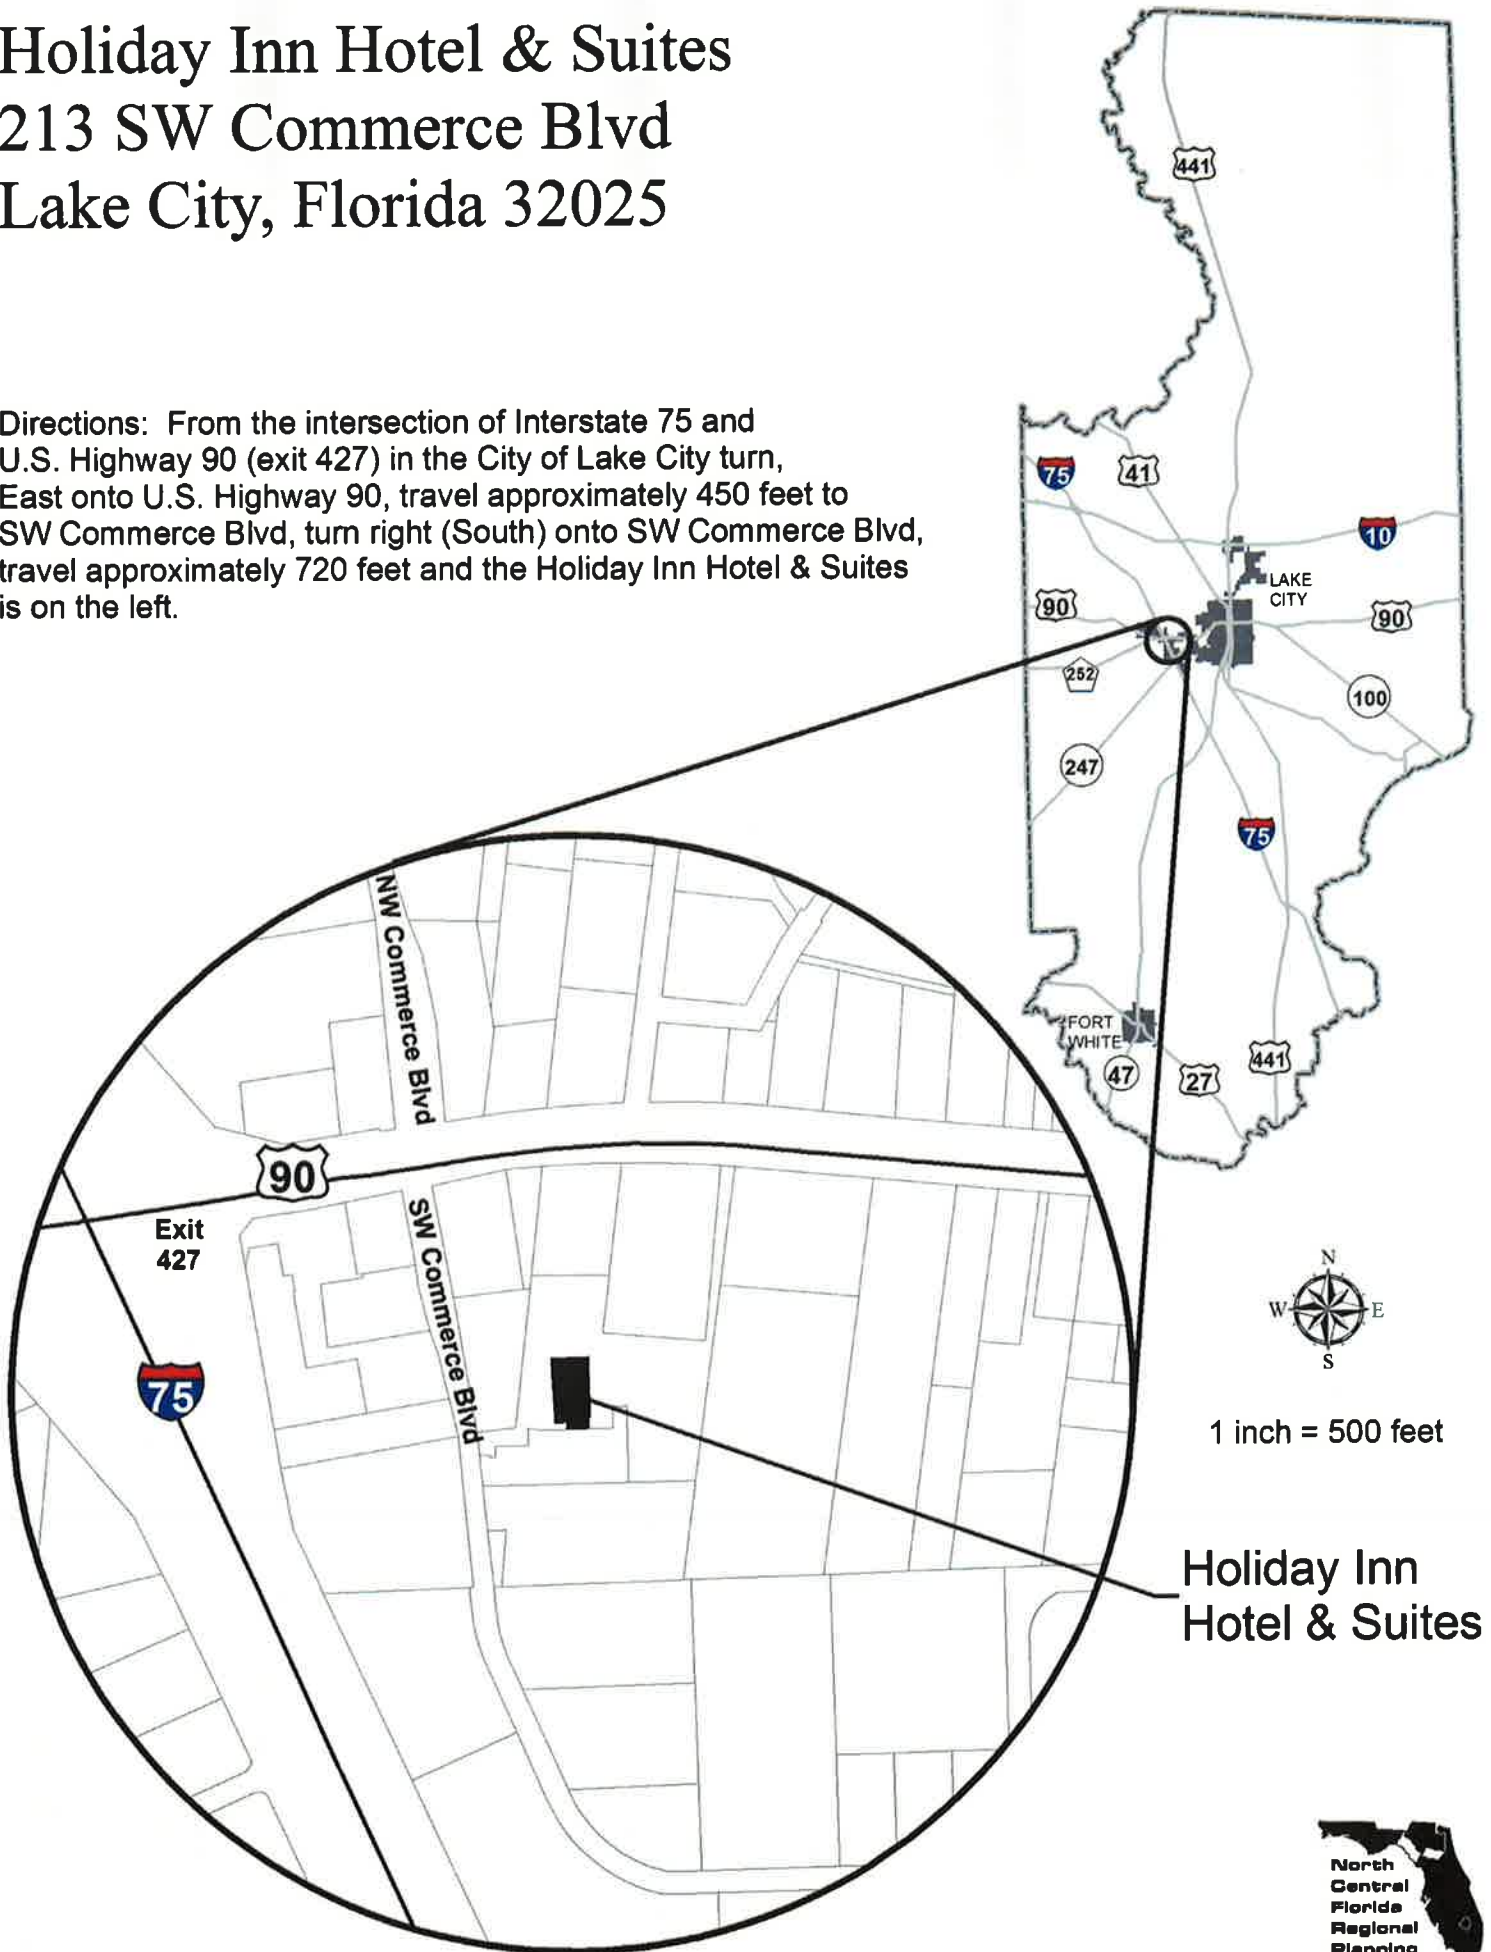 Holiday Inn Hotel & Suites
213 SW Commerce Blvd
Lake City, Florida 32025
Directions: From the intersection of Interstate 75 and
U.S. Highway 90 (exit 427) in the City of Lake City turn,
East onto U.S. Highway 90, travel approximately 450 feet to
SW Commerce Blvd, turn right (South) onto SW Commerce Blvd,
travel approximately 720 feet and the Holiday Inn Hotel & Suites
is on the left.
441
75
41
10
LAKE
CITY
90
90
252
100
247
75
FORT
WHITE
47
27
441
NW Commerce Blvd
90
Exit
427
SW Commerce Blvd
75
N
W
E
S
1 inch = 500 feet
Holiday Inn
Hotel & Suites
North
Central
Florida
Regional
Planning